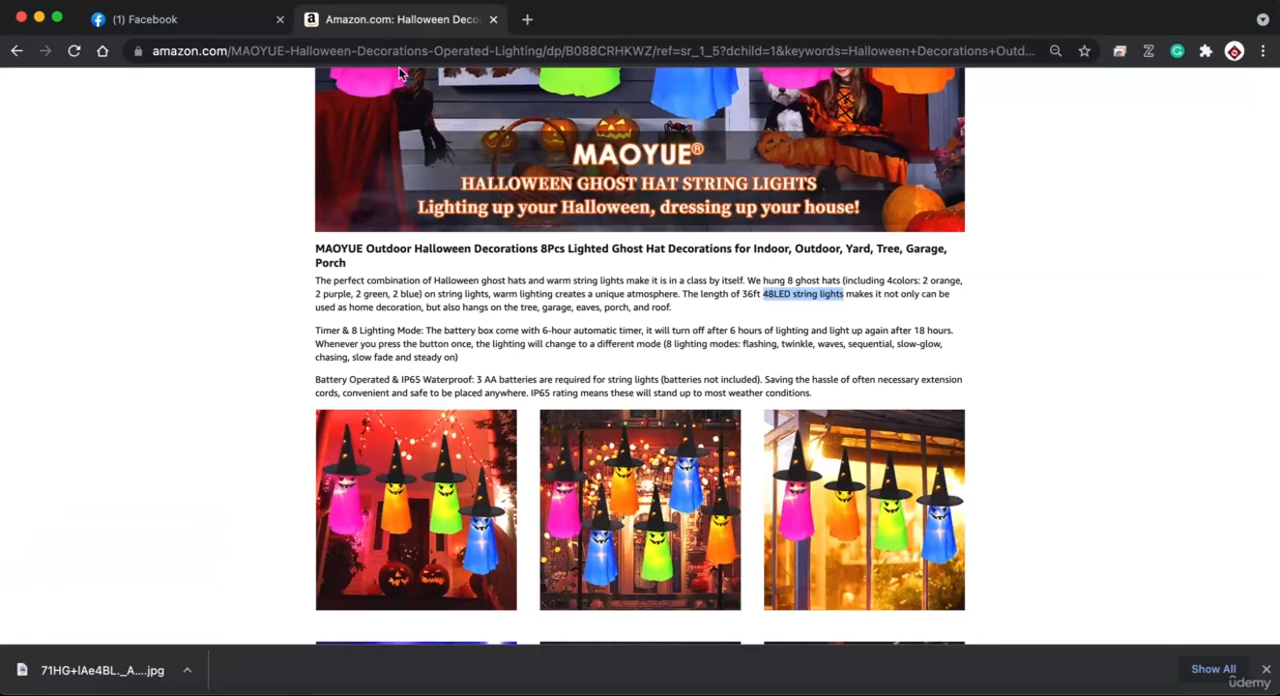 (1) Facebook
Amazon.com: Halloween Deco
amazon.com/MAOYUE-Halloween-Decorations-Operated-Lighting/dp/B088CRHKWZ/ref=sr_1_5?dchild=1&keywords=Halloween+Decorations+Outd...
MAOYUE®
HALLOWEEN GHOST HAT STRING LIGHTS
Lighting up your Halloween, dressing up your house!
MAOYUE Outdoor Halloween Decorations 8Pcs Lighted Ghost Hat Decorations for Indoor, Outdoor, Yard, Tree, Garage,
Porch
The perfect combination of Halloween ghost hats and warm string lights make it is in a class by itself. We hung 8 ghost hats (including 4colors: 2 orange,
2 purple, 2 green, 2 blue) on string lights, warm lighting creates a unique atmosphere. The length of 36ft 48LED string lights makes it not only can be
used as home decoration, but also hangs on the tree, garage, eaves, porch, and roof.
Timer & 8 Lighting Mode: The battery box come with 6-hour automatic timer, it will turn off after 6 hours of lighting and light up again after 18 hours.
Whenever you press the button once, the lighting will change to a different mode (8 lighting modes: flashing, twinkle, waves, sequential, slow-glow,
chasing, slow fade and steady on)
Battery Operated & IP65 Waterproof: 3 AA batteries are required for string lights (batteries not included). Saving the hassle of often necessary extension
cords, convenient and safe to be placed anywhere. IP65 rating means these will stand up to most weather conditions.
71HG+lAe4BL._A....jpg
Show All
ûdemy